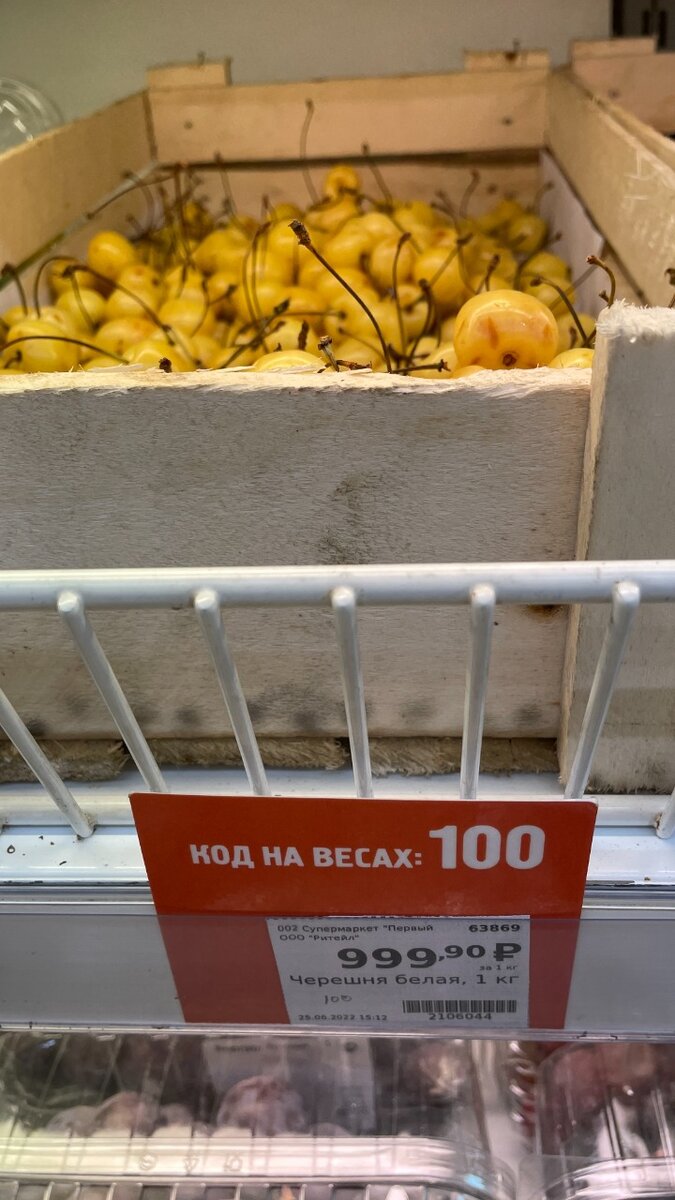 КОД НА ВЕСАХ: 100
002 Супермаркет "Первый 63869
ООО "Ритейл"
999,90 ₽
за 1 кг
Черешня белая, 1 кг
100
25.06.2022 15:12 2106044